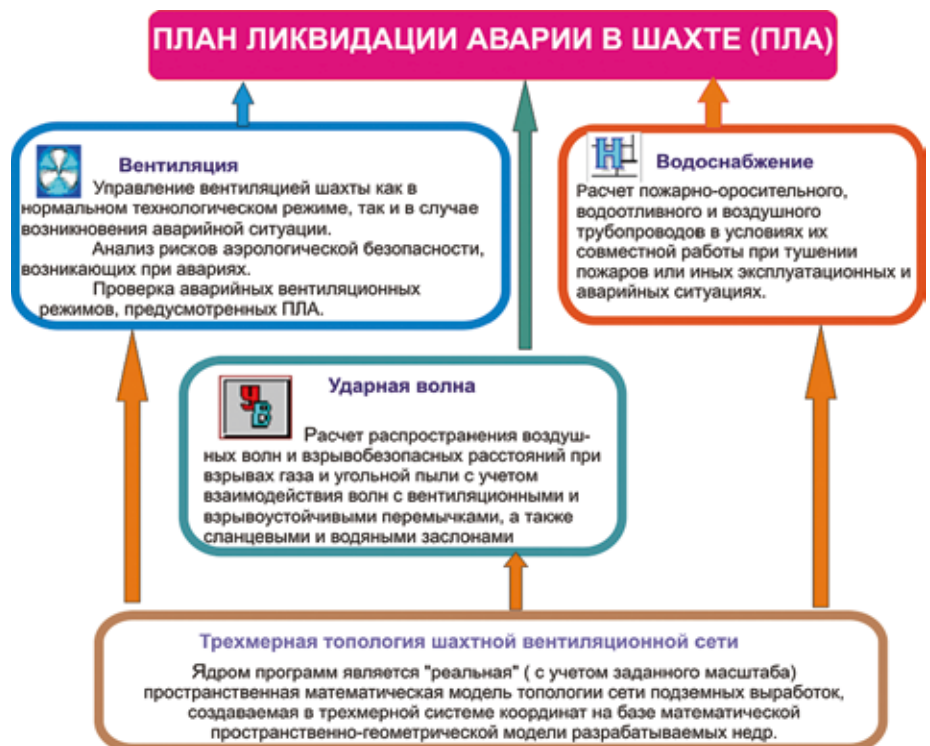 ПЛАН ЛИКВИДАЦИИ АВАРИИ В ШАХТЕ (ПЛА)
Вентиляция
Управление вентиляцией шахты как в
нормальном технологическом режиме, так и в случае
возникновения аварийной ситуации.
Анализ рисков аэрологической безопасности,
возникающих при авариях.
Проверка аварийных вентиляционных
режимов, предусмотренных ПЛА.
Н
Водоснабжение
Расчет пожарно-оросительного,
водоотливного и воздушного
трубопроводов в условиях их
совместной работы при тушении
пожаров или иных эксплуатационных и
аварийных ситуациях.
Ударная волна
У
В
Расчет распространения воздуш-
ных волн и взрывобезопасных расстояний при
взрывах газа и угольной пыли с учетом
взаимодействия волн с вентиляционными и
взрывоустойчивыми перемычками, а также
сланцевыми и водяными заслонами
Трехмерная топология шахтной вентиляционной сети
Ядром программ является "реальная" ( с учетом заданного масштаба)
пространственная математическая модель топологии сети подземных выработок,
создаваемая в трехмерной системе координат на базе математической
пространственно-геометрической модели разрабатываемых недр.